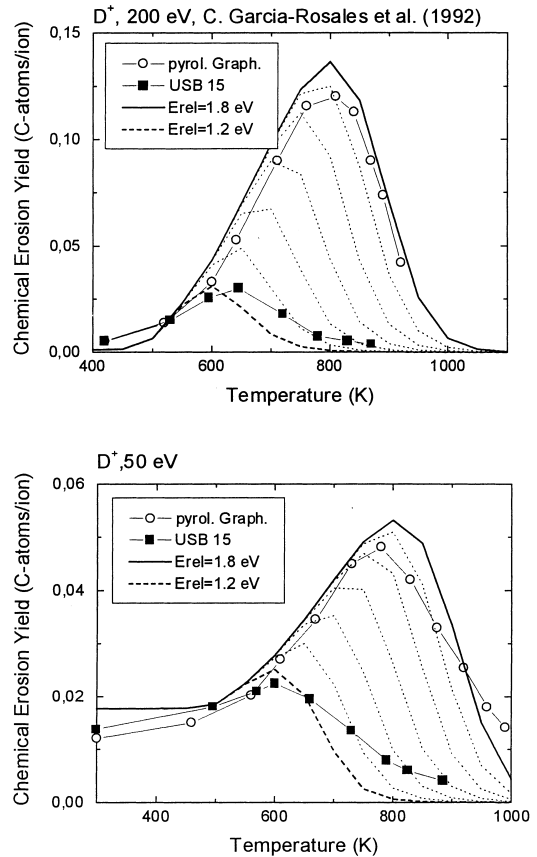 D⁺, 200 eV, C. Garcia-Rosales et al. (1992)
Chemical Erosion Yield (C-atoms/ion)
0,15
0,10
0,05
0,00
pyrol. Graph.
USB 15
Erel=1.8 eV
Erel=1.2 eV
400 600 800 1000
Temperature (K)
D⁺,50 eV
Chemical Erosion Yield (C-atoms/ion)
0,06
0,04
0,02
0,00
pyrol. Graph.
USB 15
Erel=1.8 eV
Erel=1.2 eV
400 600 800 1000
Temperature (K)